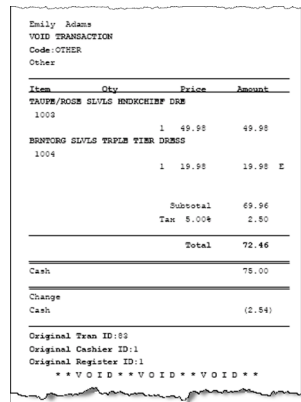 Emily Adams
VOID TRANSACTION
Code:OTHER
Other
Item Qty Price Amount
TAUPE/ROSE SLVLS HNDKCHIEF DRE
1003
1 49.98 49.98
BRNTORG SLVLS TRPLE TIER DRESS
1004
1 19.98 19.98 E
Subtotal 69.96
Tax 5.00% 2.50
Total 72.46
Cash 75.00
Change
Cash (2.54)
Original Tran ID:82
Original Cashier ID:1
Original Register ID:1
* * V O I D * * V O I D * * V O I D * *